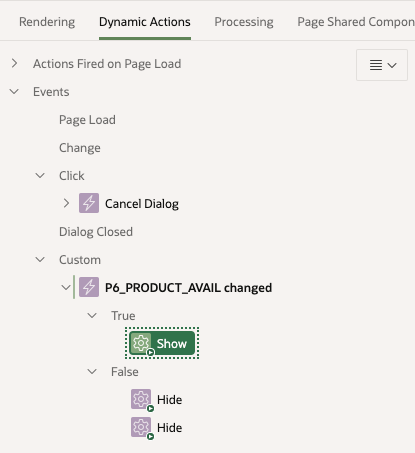 Rendering Dynamic Actions Processing Page Shared Compon
Actions Fired on Page Load
Events
Page Load
Change
Click
Cancel Dialog
Dialog Closed
Custom
P6_PRODUCT_AVAIL changed
True
Show
False
Hide
Hide